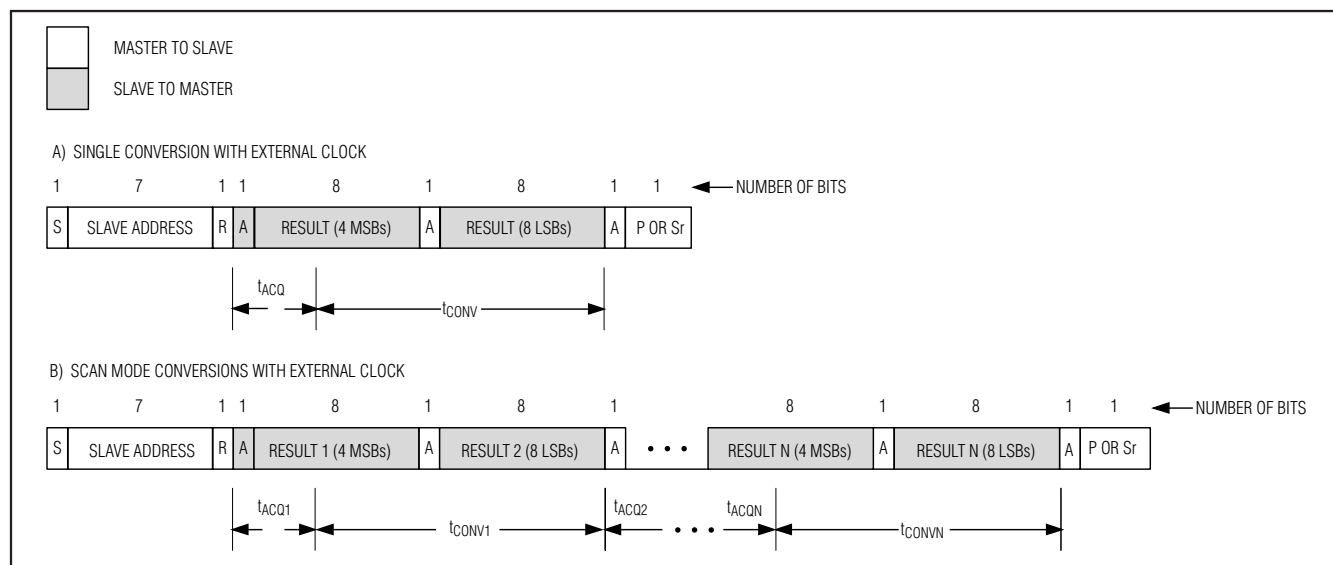 MASTER TO SLAVE
SLAVE TO MASTER
A) SINGLE CONVERSION WITH EXTERNAL CLOCK
1 7 1 1 8 1 8 1 1 NUMBER OF BITS
S SLAVE ADDRESS R A RESULT (4 MSBs) A RESULT (8 LSBs) A P OR Sr
tACQ
tCONV
B) SCAN MODE CONVERSIONS WITH EXTERNAL CLOCK
1 7 1 1 8 1 8 1 8 1 8 1 1 NUMBER OF BITS
S SLAVE ADDRESS R A RESULT 1 (4 MSBs) A RESULT 2 (8 LSBs) A • • • RESULT N (4 MSBs) A RESULT N (8 LSBs) A P OR Sr
tACQ1 tACQ2 tACQN
tCONV1 • • • tCONVN